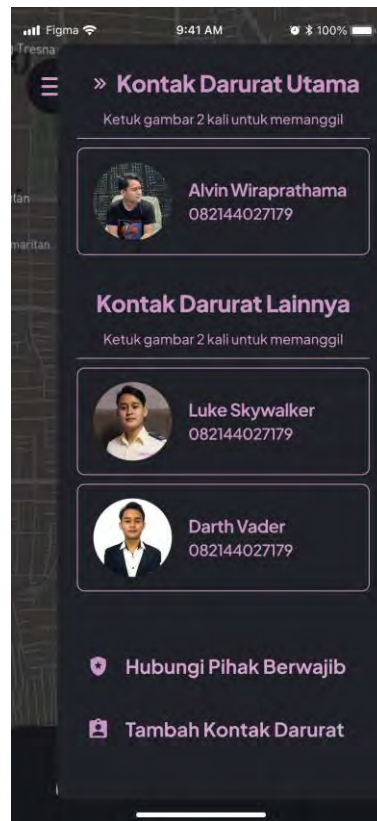 Figma 9:41 AM 100%
Tresna
» Kontak Darurat Utama
Ketuk gambar 2 kali untuk memanggil
tan
Alvin Wiraprathama
082144027179
maritan
Kontak Darurat Lainnya
Ketuk gambar 2 kali untuk memanggil
Luke Skywalker
082144027179
Darth Vader
082144027179
Hubungi Pihak Berwajib
Tambah Kontak Darurat